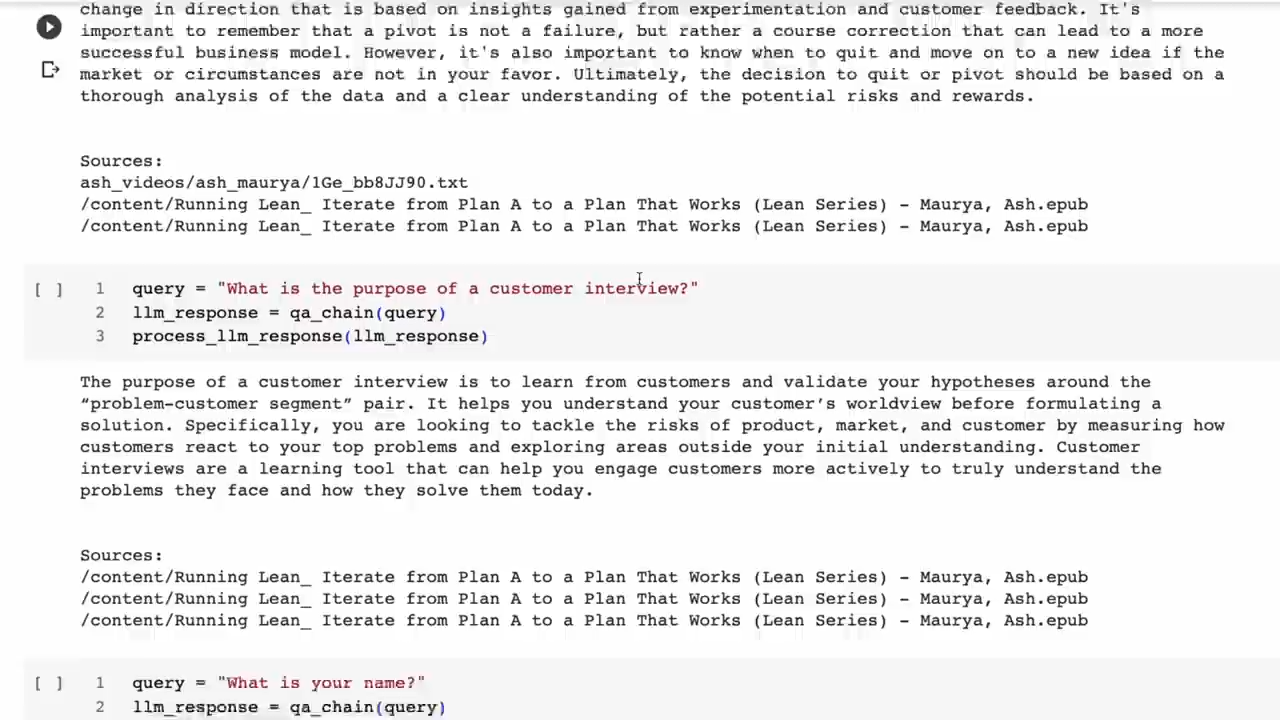 change in direction that is based on insights gained from experimentation and customer feedback. It's
important to remember that a pivot is not a failure, but rather a course correction that can lead to a more
successful business model. However, it's also important to know when to quit and move on to a new idea if the
market or circumstances are not in your favor. Ultimately, the decision to quit or pivot should be based on a
thorough analysis of the data and a clear understanding of the potential risks and rewards.
Sources:
ash_videos/ash_maurya/1Ge_bb8JJ90.txt
/content/Running Lean_ Iterate from Plan A to a Plan That Works (Lean Series) - Maurya, Ash.epub
/content/Running Lean_ Iterate from Plan A to a Plan That Works (Lean Series) - Maurya, Ash.epub
[ ] 1 query = "What is the purpose of a customer interview?"
2 llm_response = qa_chain(query)
3 process_llm_response(llm_response)
The purpose of a customer interview is to learn from customers and validate your hypotheses around the
“problem-customer segment” pair. It helps you understand your customer’s worldview before formulating a
solution. Specifically, you are looking to tackle the risks of product, market, and customer by measuring how
customers react to your top problems and exploring areas outside your initial understanding. Customer
interviews are a learning tool that can help you engage customers more actively to truly understand the
problems they face and how they solve them today.
Sources:
/content/Running Lean_ Iterate from Plan A to a Plan That Works (Lean Series) - Maurya, Ash.epub
/content/Running Lean_ Iterate from Plan A to a Plan That Works (Lean Series) - Maurya, Ash.epub
/content/Running Lean_ Iterate from Plan A to a Plan That Works (Lean Series) - Maurya, Ash.epub
[ ] 1 query = "What is your name?"
2 llm_response = qa_chain(query)